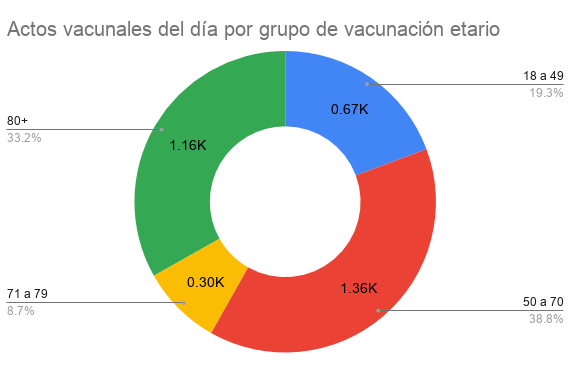 Actos vacunales del día por grupo de vacunación etario
18 a 49
19.3%
0.67K
80+
33.2%
1.16K
71 a 79
8.7%
0.30K
1.36K
50 a 70
38.8%